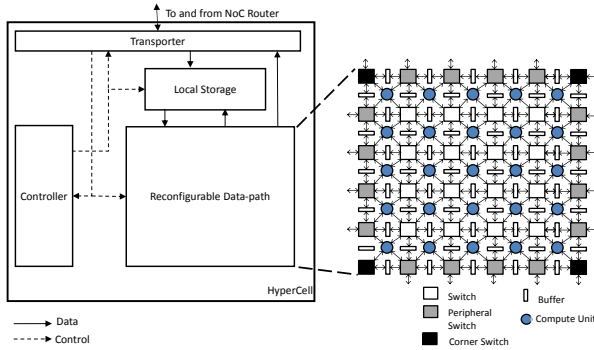 To and from NoC Router
Transporter
Local Storage
Controller
Reconfigurable Data-path
HyperCell
Data
Control
Switch
Peripheral
Switch
Corner Switch
Buffer
Compute Unit